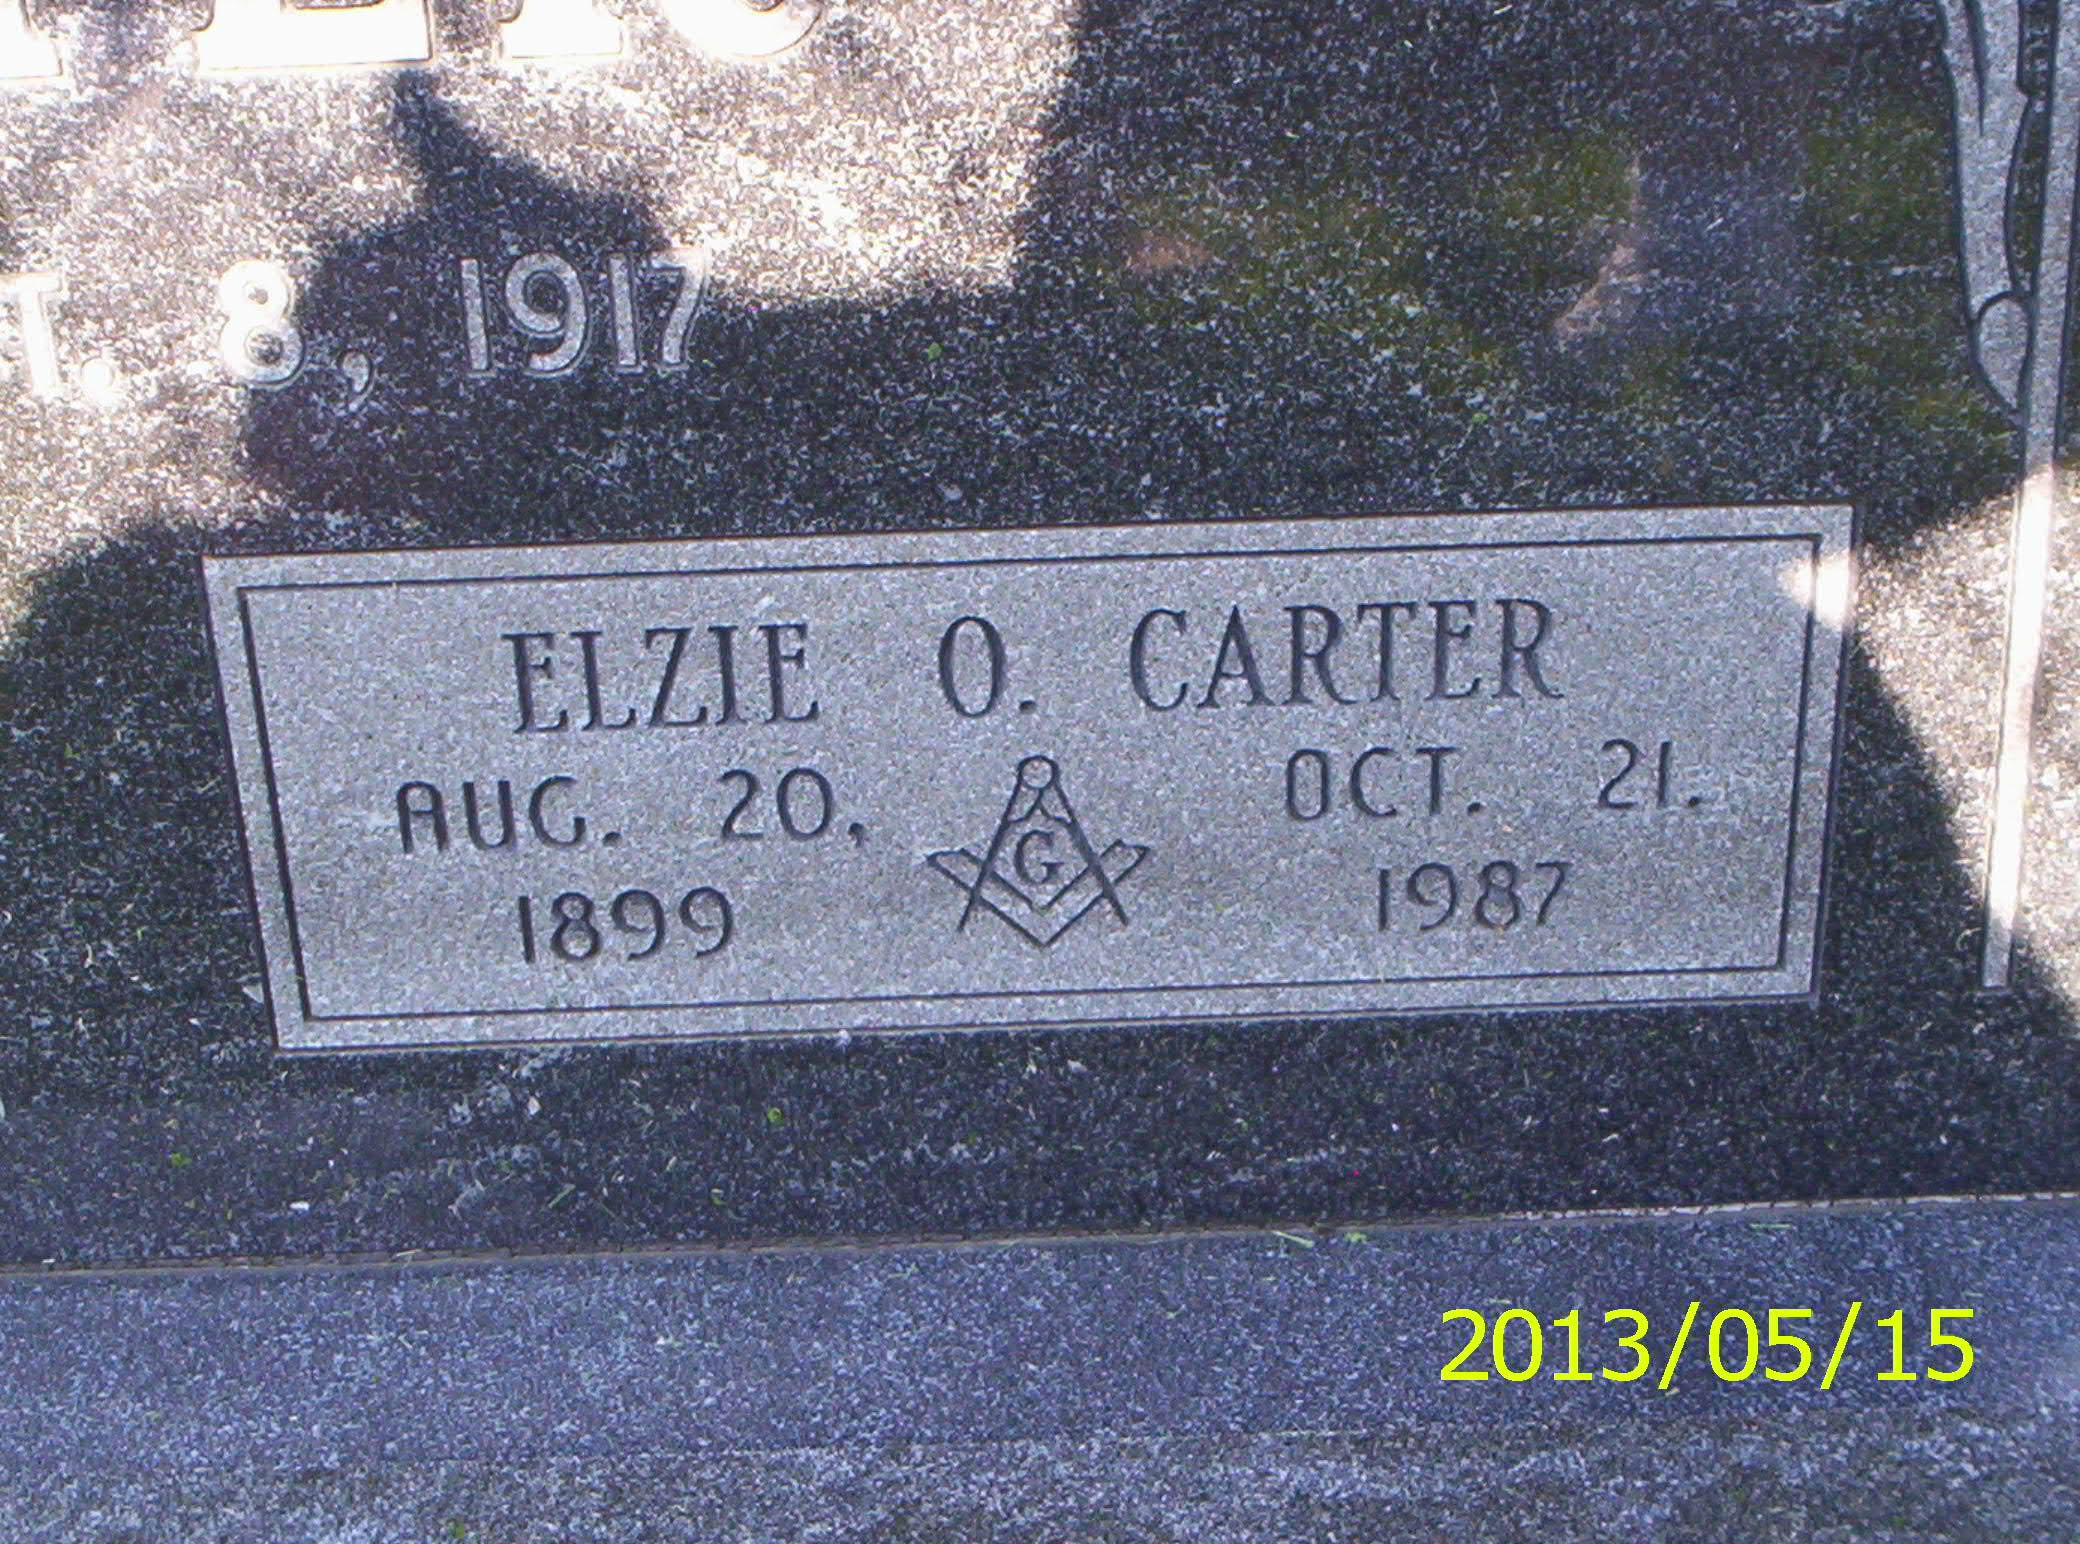 T. 8, 1917
ELZIE O. CARTER
AUG. 20, OCT. 21.
1899 G 1987
2013/05/15